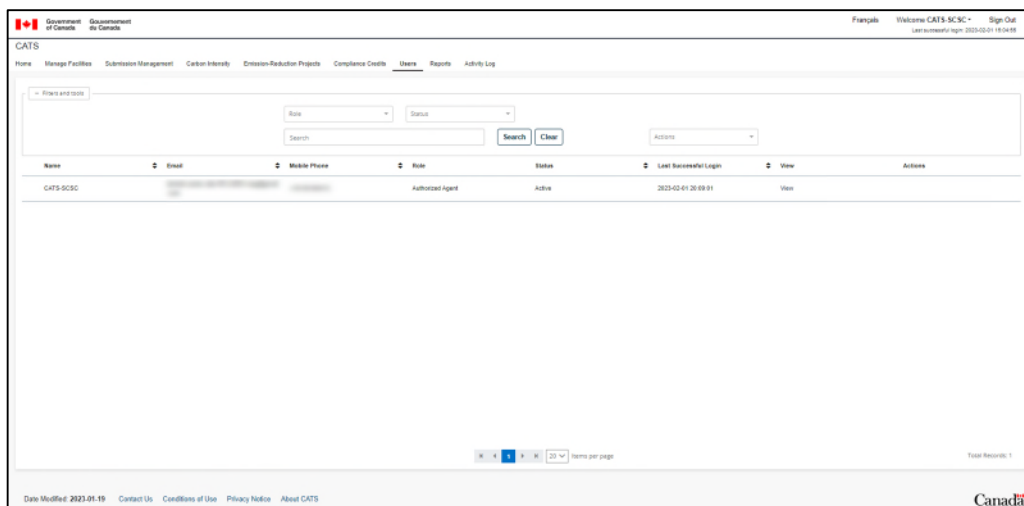 Government of Canada Gouvernement du Canada
Français Welcome CATS-SCSC Sign Out
Last successful login: 2023-02-01 15:04:55
CATS
Home Manage Facilities Submission Management Carbon Intensity Emission-Reduction Projects Compliance Credits Users Reports Activity Log
Filters and tools
Role Status
Search Search Clear Actions
Name Email Mobile Phone Role Status Last Successful Login View Actions
CATS-SCSC Authorized Agent Active 2023-02-01 20:09:01 View
1 20 items per page Total Records: 1
Date Modified: 2023-01-19 Contact Us Conditions of Use Privacy Notice About CATS Canada